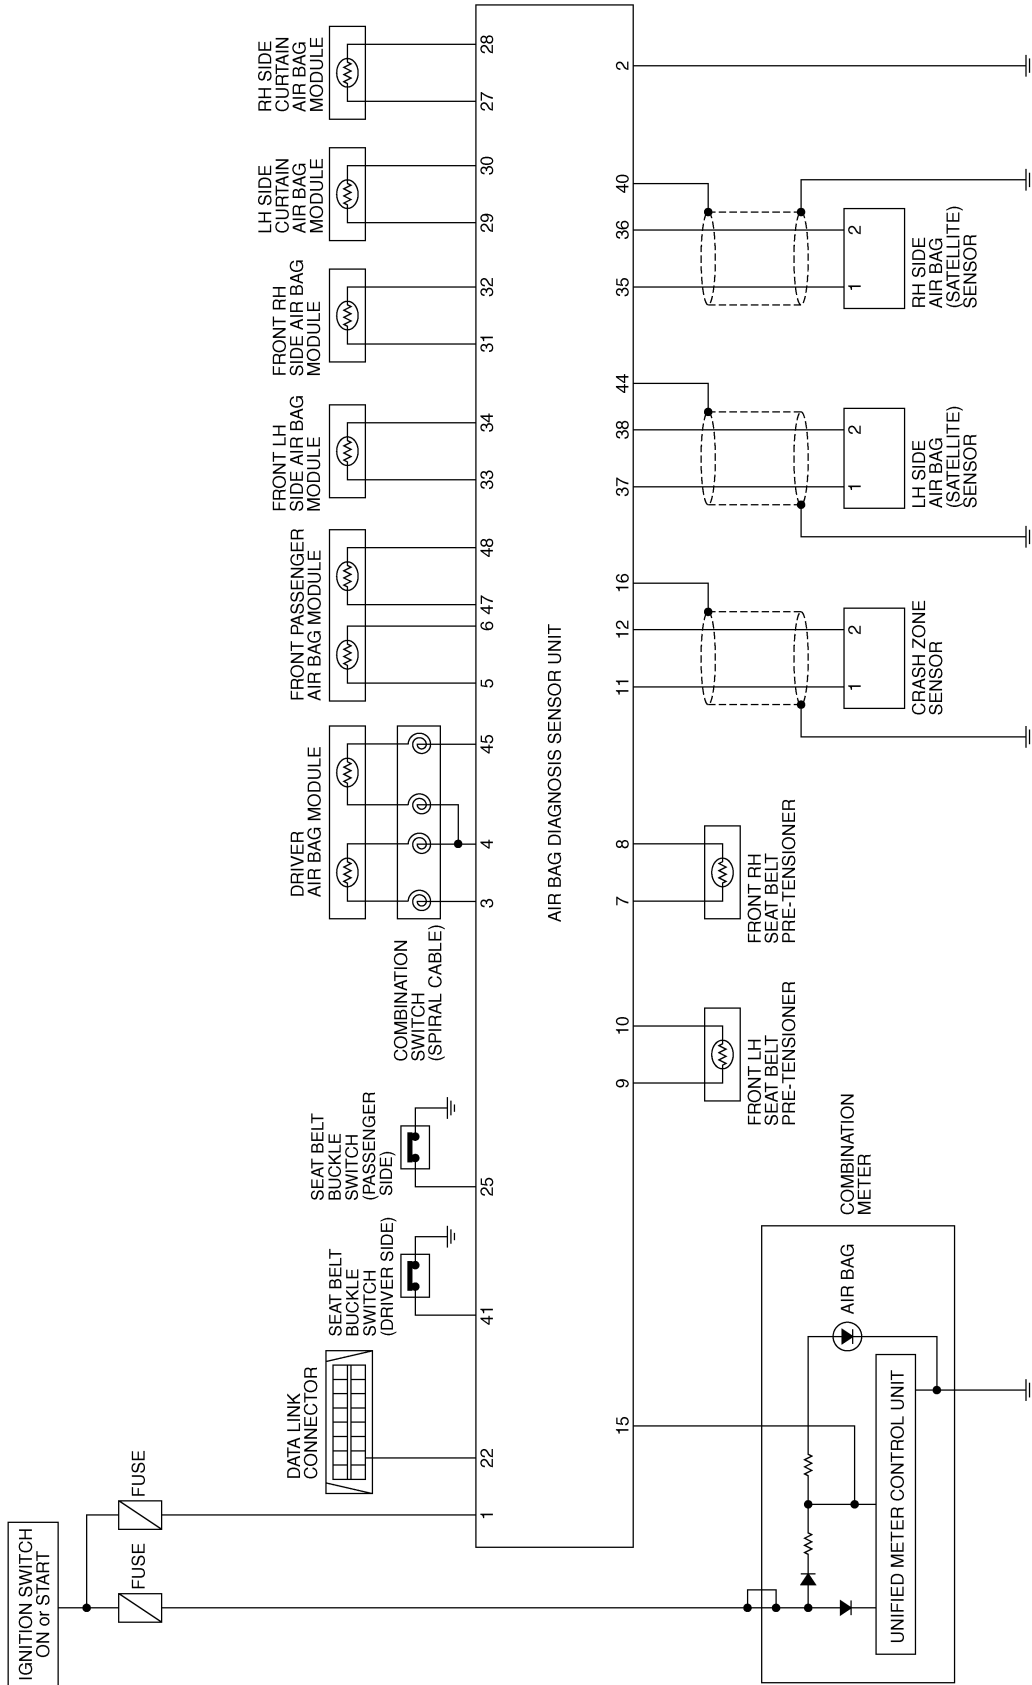 IGNITION SWITCH
ON or START
FUSE
FUSE
DATA LINK
CONNECTOR
SEAT BELT
BUCKLE
SWITCH
(DRIVER SIDE)
SEAT BELT
BUCKLE
SWITCH
(PASSENGER
SIDE)
COMBINATION
SWITCH
(SPIRAL CABLE)
DRIVER
AIR BAG MODULE
FRONT PASSENGER
AIR BAG MODULE
FRONT LH
SIDE AIR BAG
MODULE
FRONT RH
SIDE AIR BAG
MODULE
LH SIDE
CURTAIN
AIR BAG
MODULE
RH SIDE
CURTAIN
AIR BAG
MODULE
1
22
41
25
3
4
45
5
6
47
48
33
34
31
32
29
30
27
28
AIR BAG DIAGNOSIS SENSOR UNIT
15
9
10
7
8
11
12
16
37
38
44
35
36
40
2
FRONT LH
SEAT BELT
PRE-TENSIONER
FRONT RH
SEAT BELT
PRE-TENSIONER
1
2
CRASH ZONE
SENSOR
1
2
LH SIDE
AIR BAG
(SATELLITE)
SENSOR
1
2
RH SIDE
AIR BAG
(SATELLITE)
SENSOR
COMBINATION
METER
AIR BAG
UNIFIED METER CONTROL UNIT